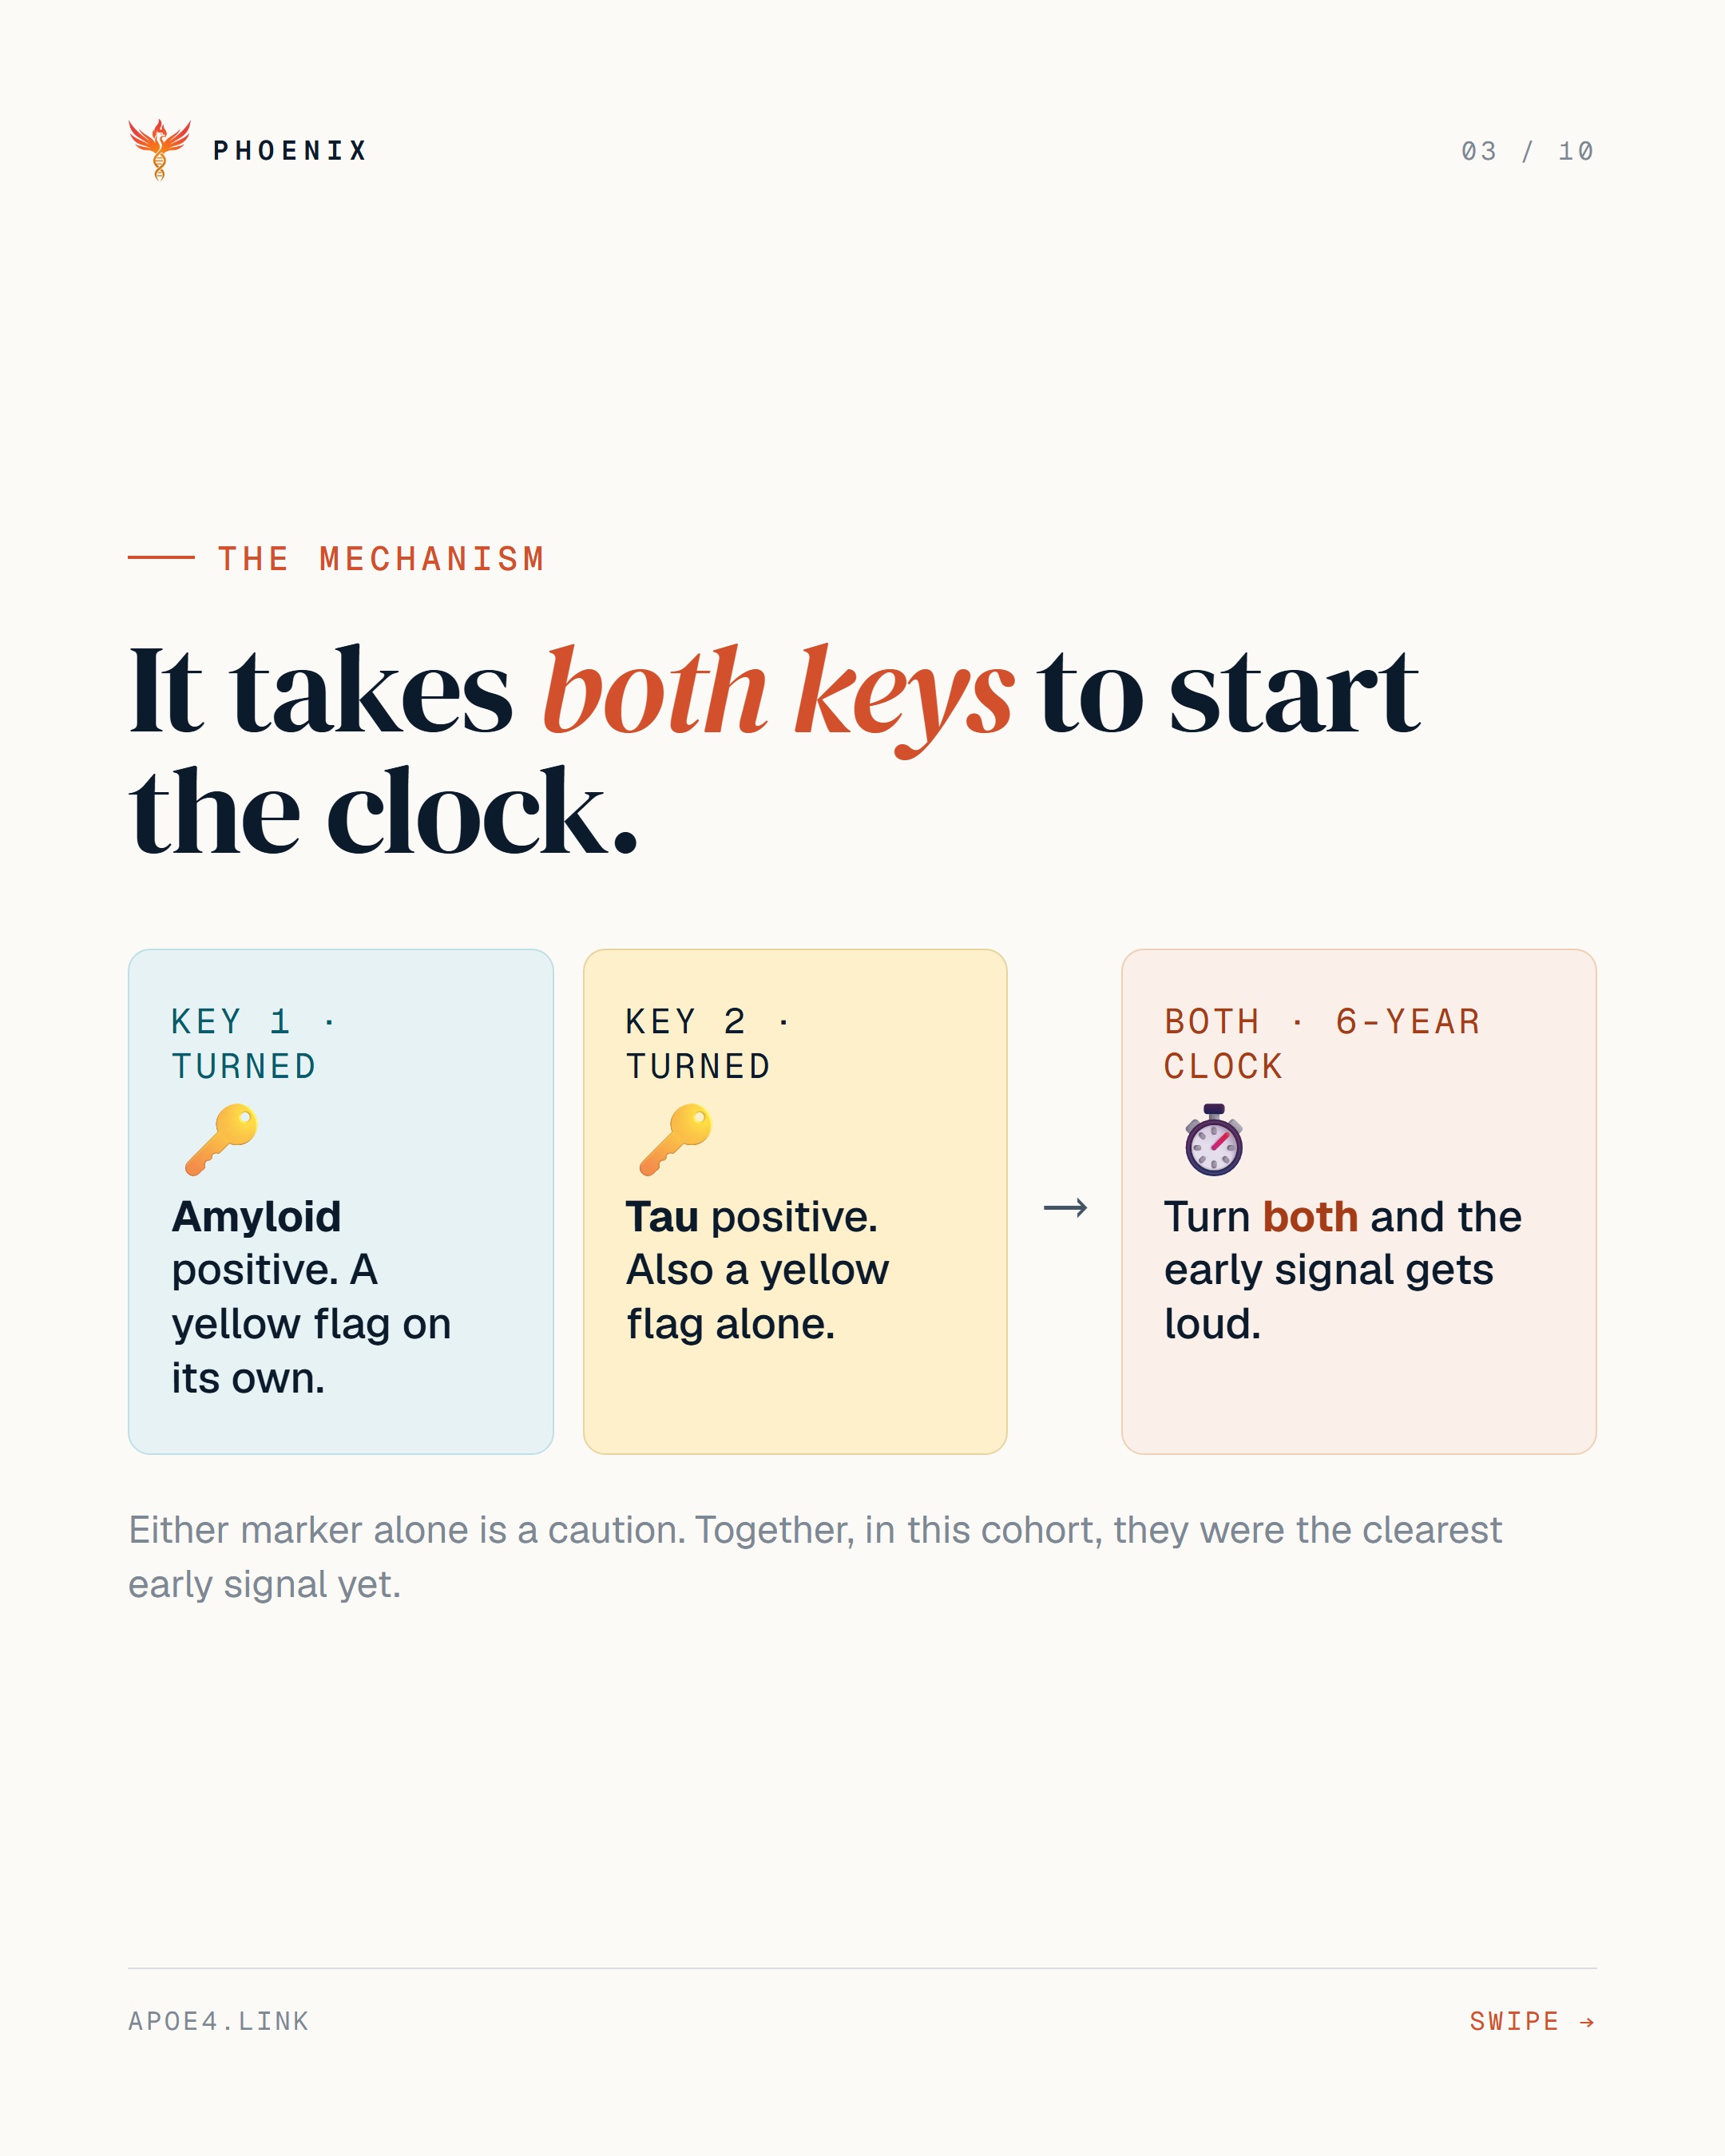 PHOENIX
03 / 10
THE MECHANISM
It takes both keys to start
the clock.
KEY 1 ·
TURNED
Amyloid
positive. A
yellow flag on
its own.
KEY 2 ·
TURNED
Tau positive.
Also a yellow
flag alone.
→
BOTH · 6-YEAR
CLOCK
Turn both and the
early signal gets
loud.
Either marker alone is a caution. Together, in this cohort, they were the clearest
early signal yet.
APOE4.LINK
SWIPE →